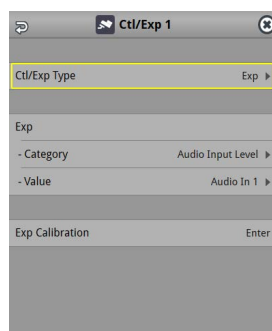 Ctl/Exp 1
Ctl/Exp Type Exp
Exp
- Category Audio Input Level
- Value Audio In 1
Exp Calibration Enter